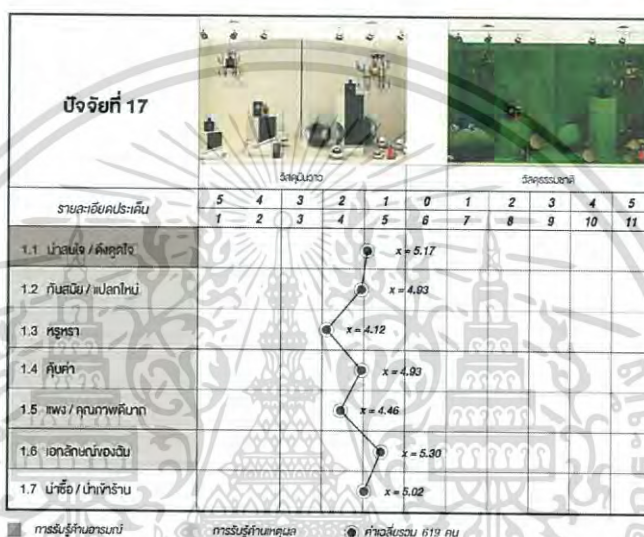 ปัจจัยที่ 17
วัสดุมันวาว
วัสดุธรรมชาติ
รายละเอียดประเด็น
5 4 3 2 1 0 1 2 3 4 5
1 2 3 4 5 6 7 8 9 10 11
1.1 น่าสนใจ / ดึงดูดใจ x = 5.17
1.2 ทันสมัย / แปลกใหม่ x = 4.93
1.3 หรูหรา x = 4.12
1.4 คุ้มค่า x = 4.93
1.5 แพง / คุณภาพดีมาก x = 4.46
1.6 เอกลักษณ์ของฉัน x = 5.30
1.7 น่าซื้อ / น่าเข้าร้าน x = 5.02
การรับรู้ด้านอารมณ์ การรับรู้ด้านเหตุผล ค่าเฉลี่ยรวม 619 คน